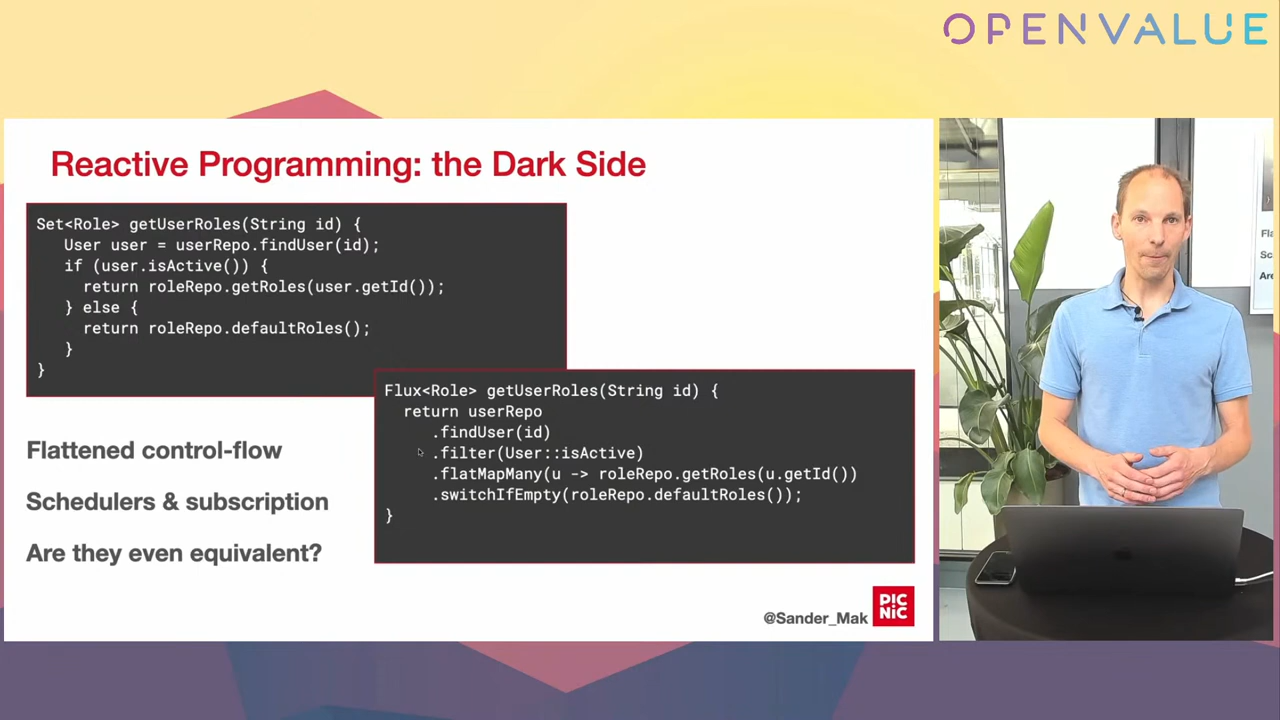 OPENVALUE
Reactive Programming: the Dark Side
Set<Role> getUserRoles(String id) {
User user = userRepo.findUser(id);
if (user.isActive()) {
return roleRepo.getRoles(user.getId());
} else {
return roleRepo.defaultRoles();
}
}
Flux<Role> getUserRoles(String id) {
return userRepo
.findUser(id)
.filter(User::isActive)
.flatMapMany(u -> roleRepo.getRoles(u.getId())
.switchIfEmpty(roleRepo.defaultRoles());
}
Flattened control-flow
Schedulers & subscription
Are they even equivalent?
@Sander_Mak
PIC
NIC
Fla
Sc
Are